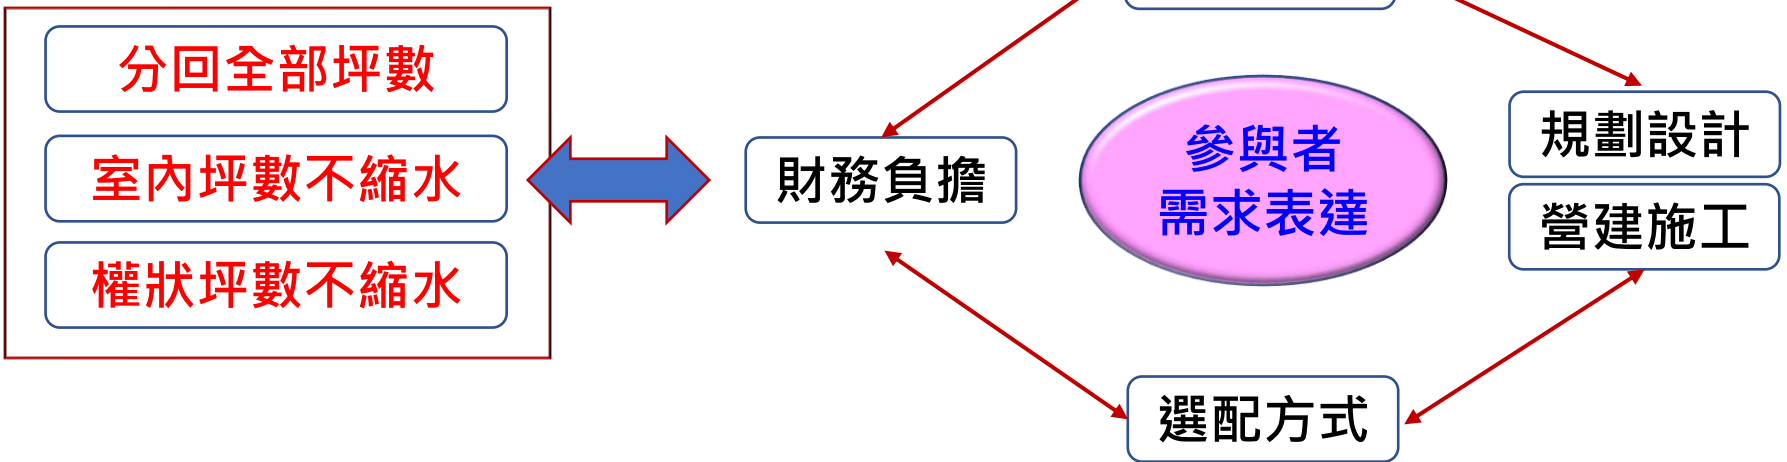 分回全部坪數
室內坪數不縮水
權狀坪數不縮水
財務負擔
參與者
需求表達
規劃設計
營建施工
選配方式